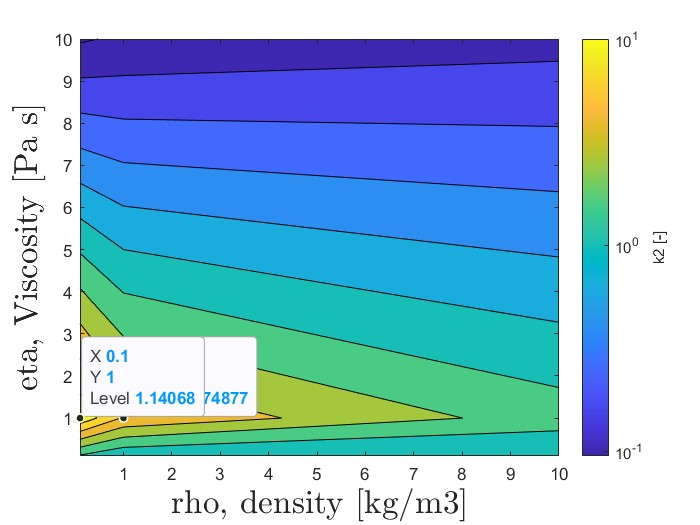 10
9
8
7
6
5
4
3
2
1
eta, Viscosity [Pa s]
X 0.1
Y 1
Level 1.14068 74877
1 2 3 4 5 6 7 8 9 10
rho, density [kg/m3]
10^1
10^0
10^-1
k2 [-]